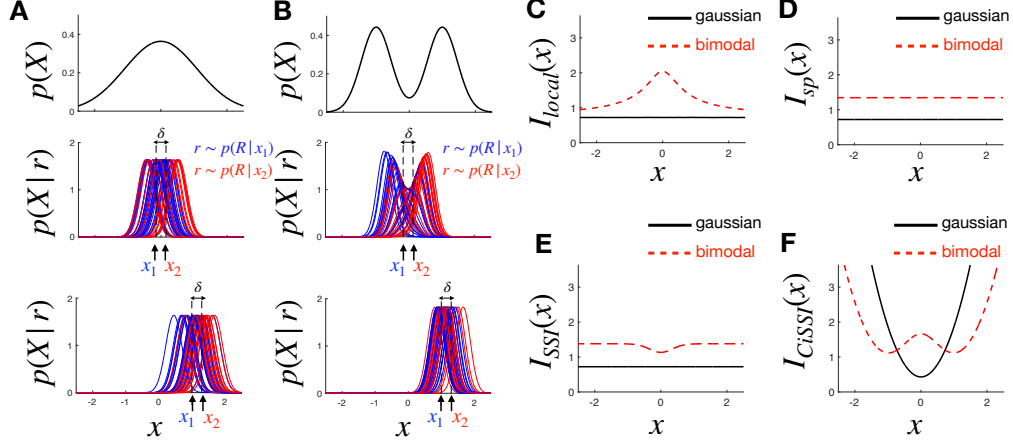 A
p(X)
0.4
0.2
0
p(X | r)
2
1
0
δ
r ~ p(R | x₁)
r ~ p(R | x₂)
x₁
x₂
p(X | r)
2
1
0
δ
-2
0
2
x₁
x₂
x
B
p(X)
0.4
0.2
0
p(X | r)
2
1
0
δ
r ~ p(R | x₁)
r ~ p(R | x₂)
x₁
x₂
p(X | r)
2
1
0
δ
-2
0
2
x₁
x₂
x
C
gaussian
bimodal
I_local(x)
3
2
1
0
-2
0
2
x
D
gaussian
bimodal
I_sp(x)
3
2
1
0
-2
0
2
x
E
gaussian
bimodal
I_SSI(x)
3
2
1
0
-2
0
2
x
F
gaussian
bimodal
I_CiSSI(x)
3
2
1
0
-2
0
2
x